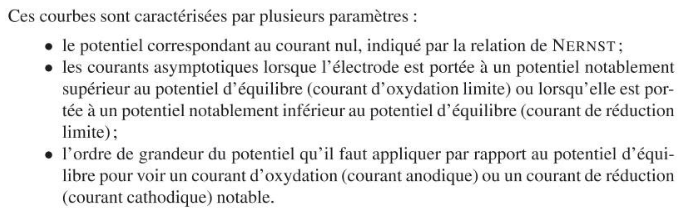 Ces courbes sont caractérisées par plusieurs paramètres :
• le potentiel correspondant au courant nul, indiqué par la relation de NERNST ;
• les courants asymptotiques lorsque l'électrode est portée à un potentiel notablement
supérieur au potentiel d'équilibre (courant d'oxydation limite) ou lorsqu'elle est por-
tée à un potentiel notablement inférieur au potentiel d'équilibre (courant de réduction
limite) ;
• l'ordre de grandeur du potentiel qu'il faut appliquer par rapport au potentiel d'équi-
libre pour voir un courant d'oxydation (courant anodique) ou un courant de réduction
(courant cathodique) notable.